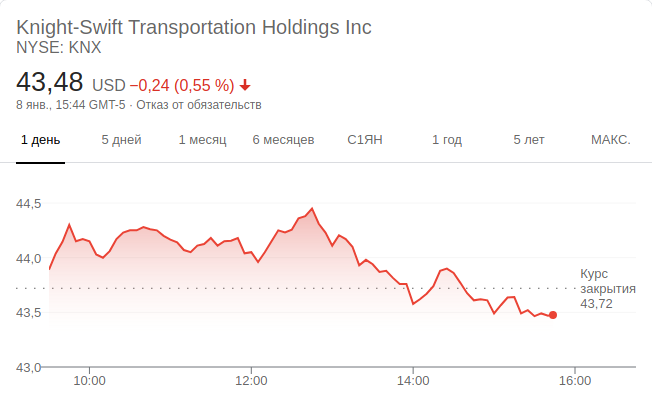 Knight-Swift Transportation Holdings Inc
NYSE: KNX
43,48 USD −0,24 (0,55 %)
8 янв., 15:44 GMT-5 · Отказ от обязательств
1 день 5 дней 1 месяц 6 месяцев С1ЯН 1 год 5 лет МАКС.
44,5
44,0
Курс
закрытия
43,72
43,5
43,0
10:00 12:00 14:00 16:00